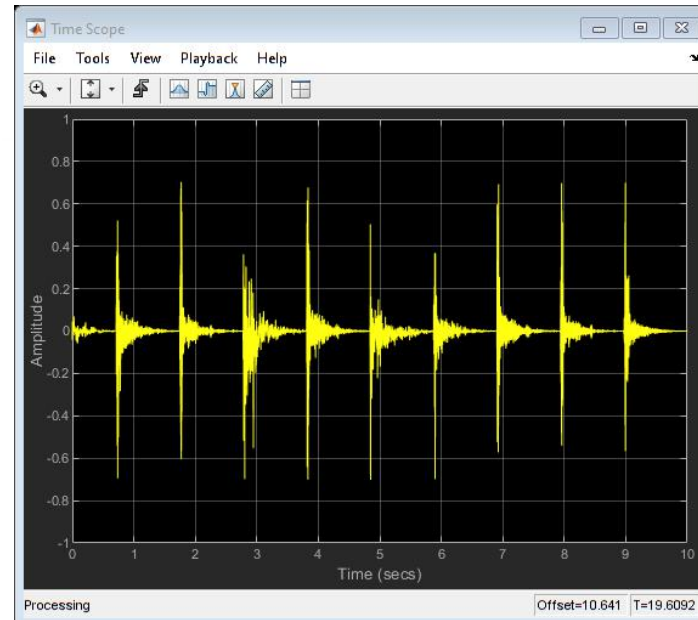 Time Scope
File Tools View Playback Help
1
0.8
0.6
0.4
0.2
0
-0.2
-0.4
-0.6
-0.8
-1
Amplitude
0 1 2 3 4 5 6 7 8 9 10
Time (secs)
Processing Offset=10.641 T=19.6092